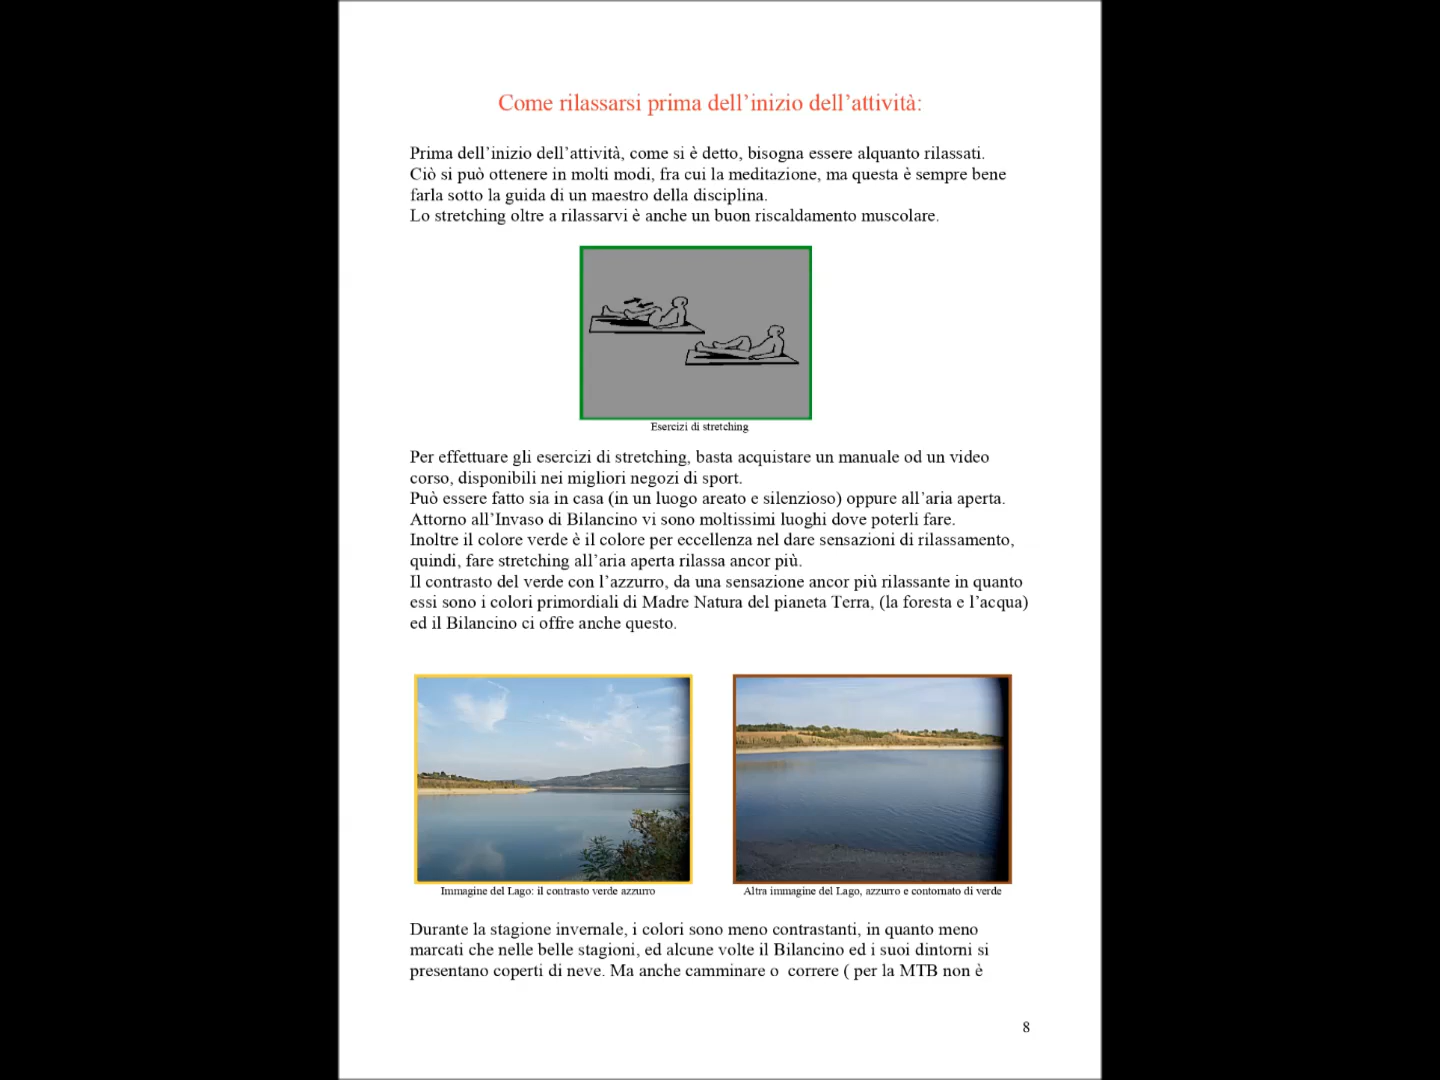 Come rilassarsi prima dell’inizio dell’attività:
Prima dell’inizio dell’attività, come si è detto, bisogna essere alquanto rilassati.
Ciò si può ottenere in molti modi, fra cui la meditazione, ma questa è sempre bene
farla sotto la guida di un maestro della disciplina.
Lo stretching oltre a rilassarvi è anche un buon riscaldamento muscolare.
Esercizi di stretching
Per effettuare gli esercizi di stretching, basta acquistare un manuale od un video
corso, disponibili nei migliori negozi di sport.
Può essere fatto sia in casa (in un luogo areato e silenzioso) oppure all’aria aperta.
Attorno all’Invaso di Bilancino vi sono moltissimi luoghi dove poterli fare.
Inoltre il colore verde è il colore per eccellenza nel dare sensazioni di rilassamento,
quindi, fare stretching all’aria aperta rilassa ancor più.
Il contrasto del verde con l’azzurro, da una sensazione ancor più rilassante in quanto
essi sono i colori primordiali di Madre Natura del pianeta Terra, (la foresta e l’acqua)
ed il Bilancino ci offre anche questo.
Immagine del Lago: il contrasto verde azzurro
Altra immagine del Lago, azzurro e contornato di verde
Durante la stagione invernale, i colori sono meno contrastanti, in quanto meno
marcati che nelle belle stagioni, ed alcune volte il Bilancino ed i suoi dintorni si
presentano coperti di neve. Ma anche camminare o  correre ( per la MTB non è
8